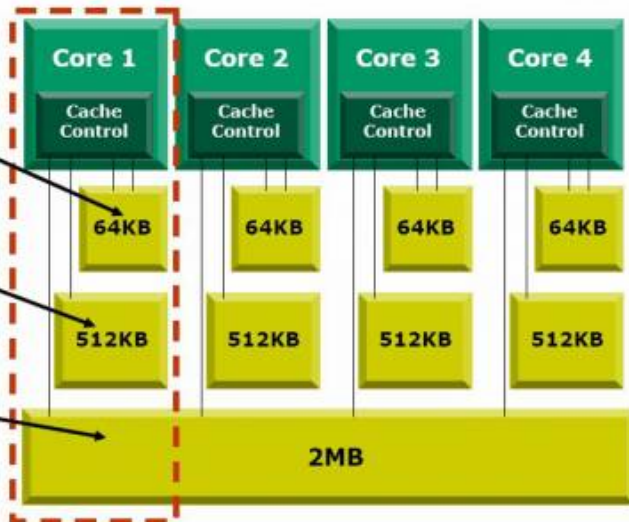 Core 1
Core 2
Core 3
Core 4
Cache
Control
Cache
Control
Cache
Control
Cache
Control
64KB
64KB
64KB
64KB
512KB
512KB
512KB
512KB
2MB